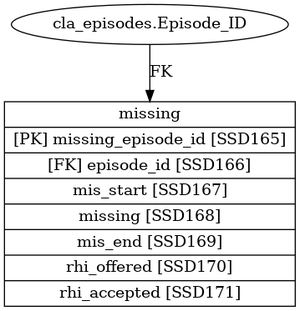 cla_episodes.Episode_ID
FK
missing
[PK] missing_episode_id [SSD165]
[FK] episode_id [SSD166]
mis_start [SSD167]
missing [SSD168]
mis_end [SSD169]
rhi_offered [SSD170]
rhi_accepted [SSD171]